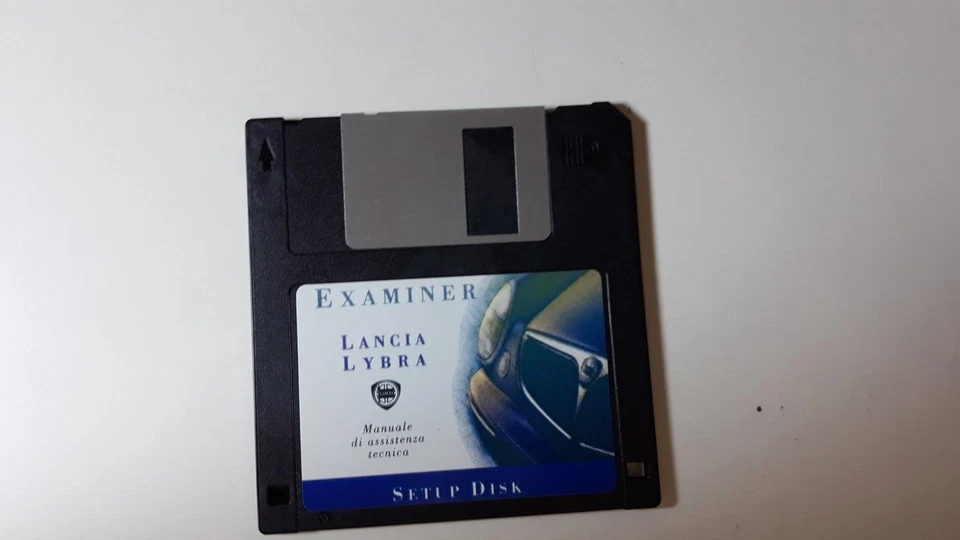 EXAMINER
LANCIA
LYBRA
Manuale
di assistenza
tecnica
SETUP DISK